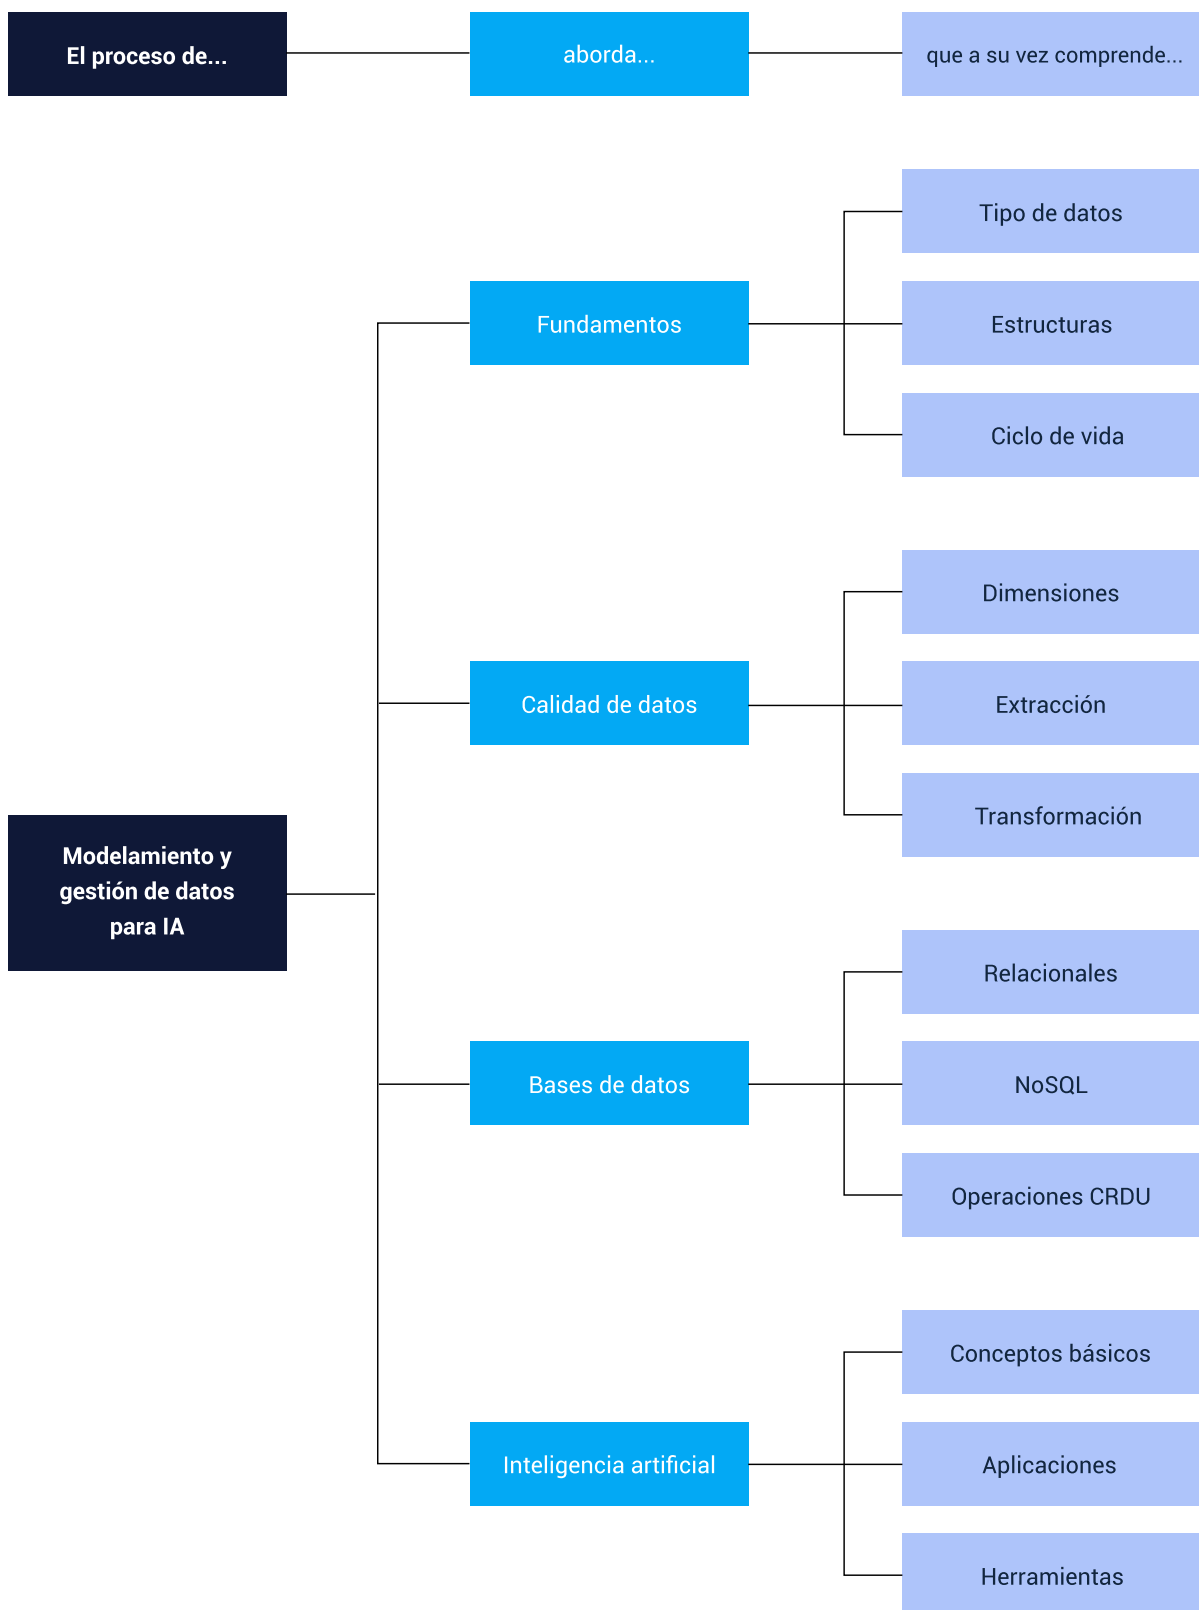 El proceso de...
aborda...
que a su vez comprende...
Tipo de datos
Fundamentos
Estructuras
Ciclo de vida
Dimensiones
Calidad de datos
Extracción
Transformación
Modelamiento y
gestión de datos
para IA
Relacionales
Bases de datos
NoSQL
Operaciones CRDU
Conceptos básicos
Inteligencia artificial
Aplicaciones
Herramientas